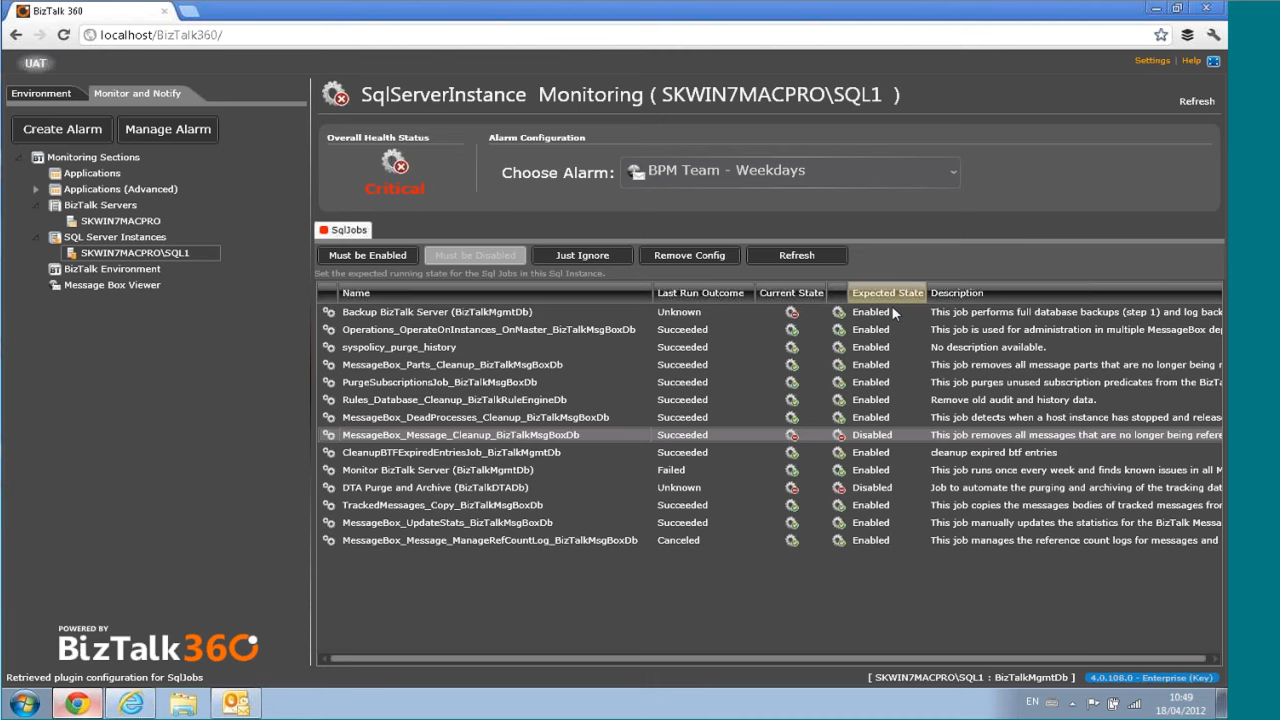 BizTalk 360
localhost/BizTalk360/
UAT
Settings | Help
Environment
Monitor and Notify
SqlServerInstance Monitoring ( SKWIN7MACPRO\SQL1 )
Refresh
Create Alarm
Manage Alarm
Overall Health Status
Alarm Configuration
Critical
Choose Alarm:
BPM Team - Weekdays
Monitoring Sections
Applications
Applications (Advanced)
BizTalk Servers
SKWIN7MACPRO
SQL Server Instances
SKWIN7MACPRO\SQL1
BizTalk Environment
Message Box Viewer
SqlJobs
Must be Enabled
Must be Disabled
Just Ignore
Remove Config
Refresh
Set the expected running state for the Sql Jobs in this Sql Instance.
Name Last Run Outcome Current State Expected State Description
Backup BizTalk Server (BizTalkMgmtDb) Unknown Enabled This job performs full database backups (step 1) and log back
Operations_OperateOnInstances_OnMaster_BizTalkMsgBoxDb Succeeded Enabled This job is used for administration in multiple MessageBox dep
syspolicy_purge_history Succeeded Enabled No description available.
MessageBox_Parts_Cleanup_BizTalkMsgBoxDb Succeeded Enabled This job removes all message parts that are no longer being
PurgeSubscriptionsJob_BizTalkMsgBoxDb Succeeded Enabled This job purges unused subscription predicates from the BizTa
Rules_Database_Cleanup_BizTalkRuleEngineDb Succeeded Enabled Remove old audit and history data.
MessageBox_DeadProcesses_Cleanup_BizTalkMsgBoxDb Succeeded Enabled This job detects when a host instance has stopped and releas
MessageBox_Message_Cleanup_BizTalkMsgBoxDb Succeeded Disabled This job removes all messages that are no longer being refere
CleanupBTFExpiredEntriesJob_BizTalkMgmtDb Succeeded Enabled cleanup expired btf entries
Monitor BizTalk Server (BizTalkMgmtDb) Failed Enabled This job runs once every week and finds known issues in all M
DTA Purge and Archive (BizTalkDTADb) Unknown Disabled Job to automate the purging and archiving of the tracking dat
TrackedMessages_Copy_BizTalkMsgBoxDb Succeeded Enabled This job copies the messages bodies of tracked messages from
MessageBox_UpdateStats_BizTalkMsgBoxDb Succeeded Enabled This job manually updates the statistics for the BizTalk Messa
MessageBox_Message_ManageRefCountLog_BizTalkMsgBoxDb Canceled Enabled This job manages the reference count logs for messages and
POWERED BY
BizTalk360
Retrieved plugin configuration for SqlJobs
[ SKWIN7MACPRO\SQL1 : BizTalkMgmtDb ]
4.0.108.0 - Enterprise (Key)
EN
10:49
18/04/2012